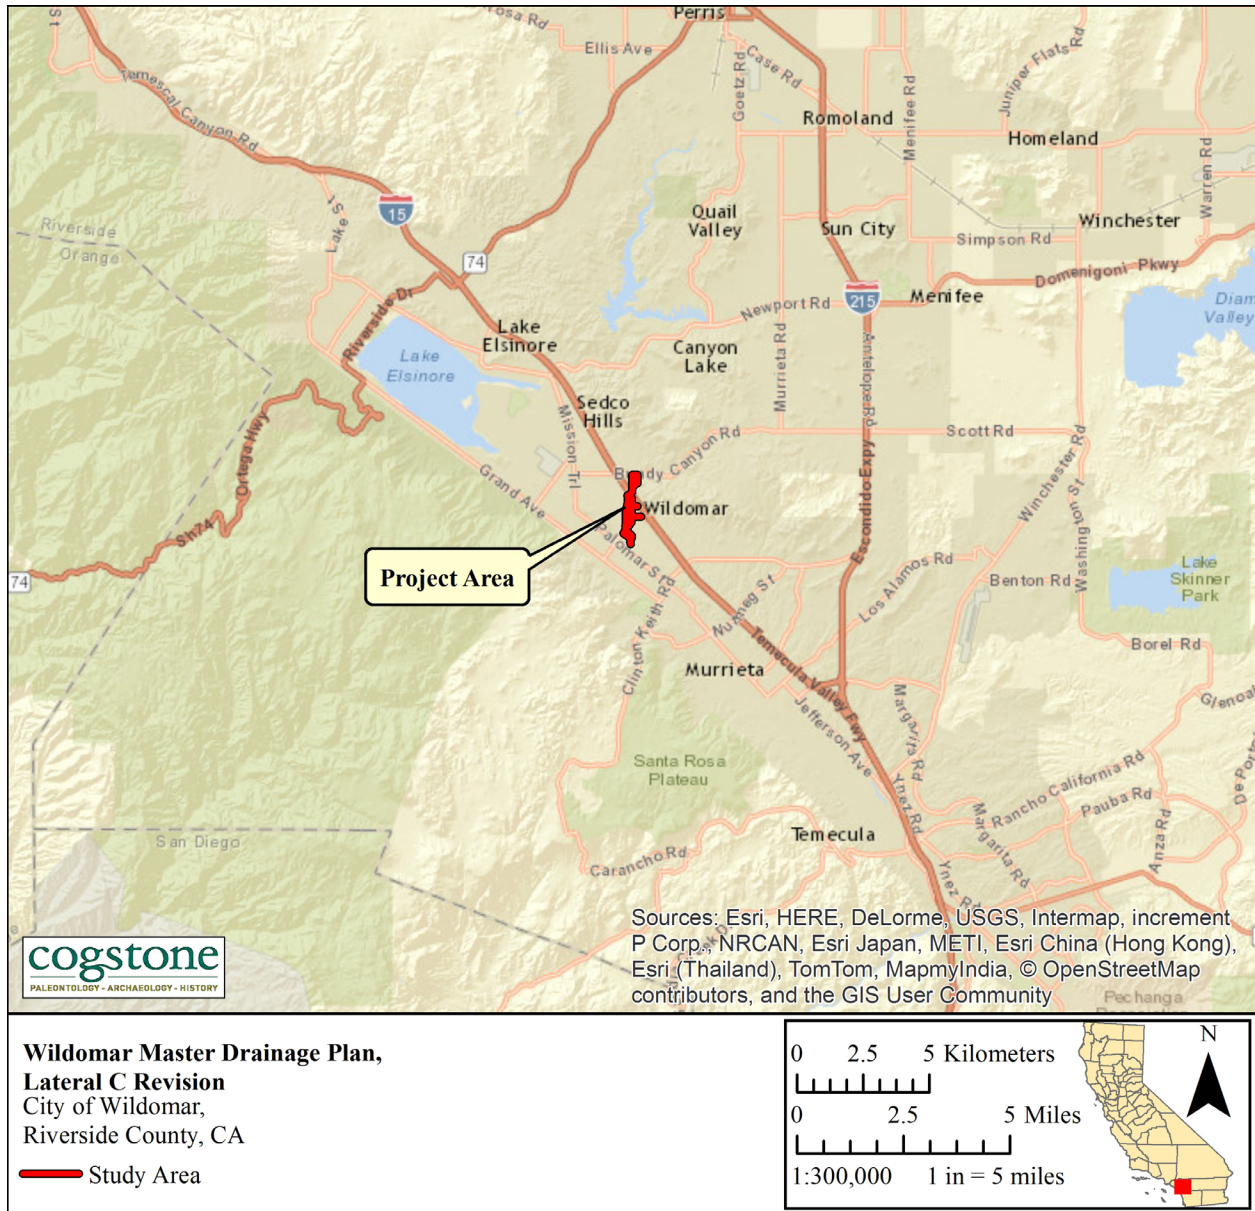 Perris
rosa Rd
St
Ellis Ave
Case Rd
Goetz Rd
Juniper Flats Rd
Temescal Canyon Rd
Romoland
Menifee Rd
Homeland
Warren Rd
15
Lake St
Quail
Valley
Sun City
Winchester
Simpson Rd
Riverside
Orange
74
Domenigoni Pkwy
Riverside Dr
215
Menifee
Newport Rd
Diam
Valley
Lake
Elsinore
Lake
Elsinore
Canyon
Lake
Murrieta Rd
Antelope Rd
Sedco
Hills
Mission Trl
Bundy Canyon Rd
Scott Rd
Ortega Hwy
Sh74
Grand Ave
Escondido Expy
Winchester Rd
Washington St
Wildomar
Palomar St
Project Area
74
Los Alamos Rd
Benton Rd
Lake
Skinner
Park
Nutmeg St
Clinton Keith Rd
Borel Rd
Murrieta
Temecula Valley Fwy
Margarita Rd
Glenoa
Jefferson Ave
Santa Rosa
Plateau
Ynez Rd
Rancho California Rd
De Porto
Pauba Rd
Margarita Rd
Anza Rd
Temecula
San Diego
Carancho Rd
Ynez Rd
Sources: Esri, HERE, DeLorme, USGS, Intermap, increment
P Corp., NRCAN, Esri Japan, METI, Esri China (Hong Kong),
Esri (Thailand), TomTom, MapmyIndia, © OpenStreetMap
contributors, and the GIS User Community
Pechanga
cogstone
PALEONTOLOGY - ARCHAEOLOGY - HISTORY
Wildomar Master Drainage Plan,
Lateral C Revision
City of Wildomar,
Riverside County, CA
Study Area
0 2.5 5 Kilometers
0 2.5 5 Miles
1:300,000 1 in = 5 miles
N